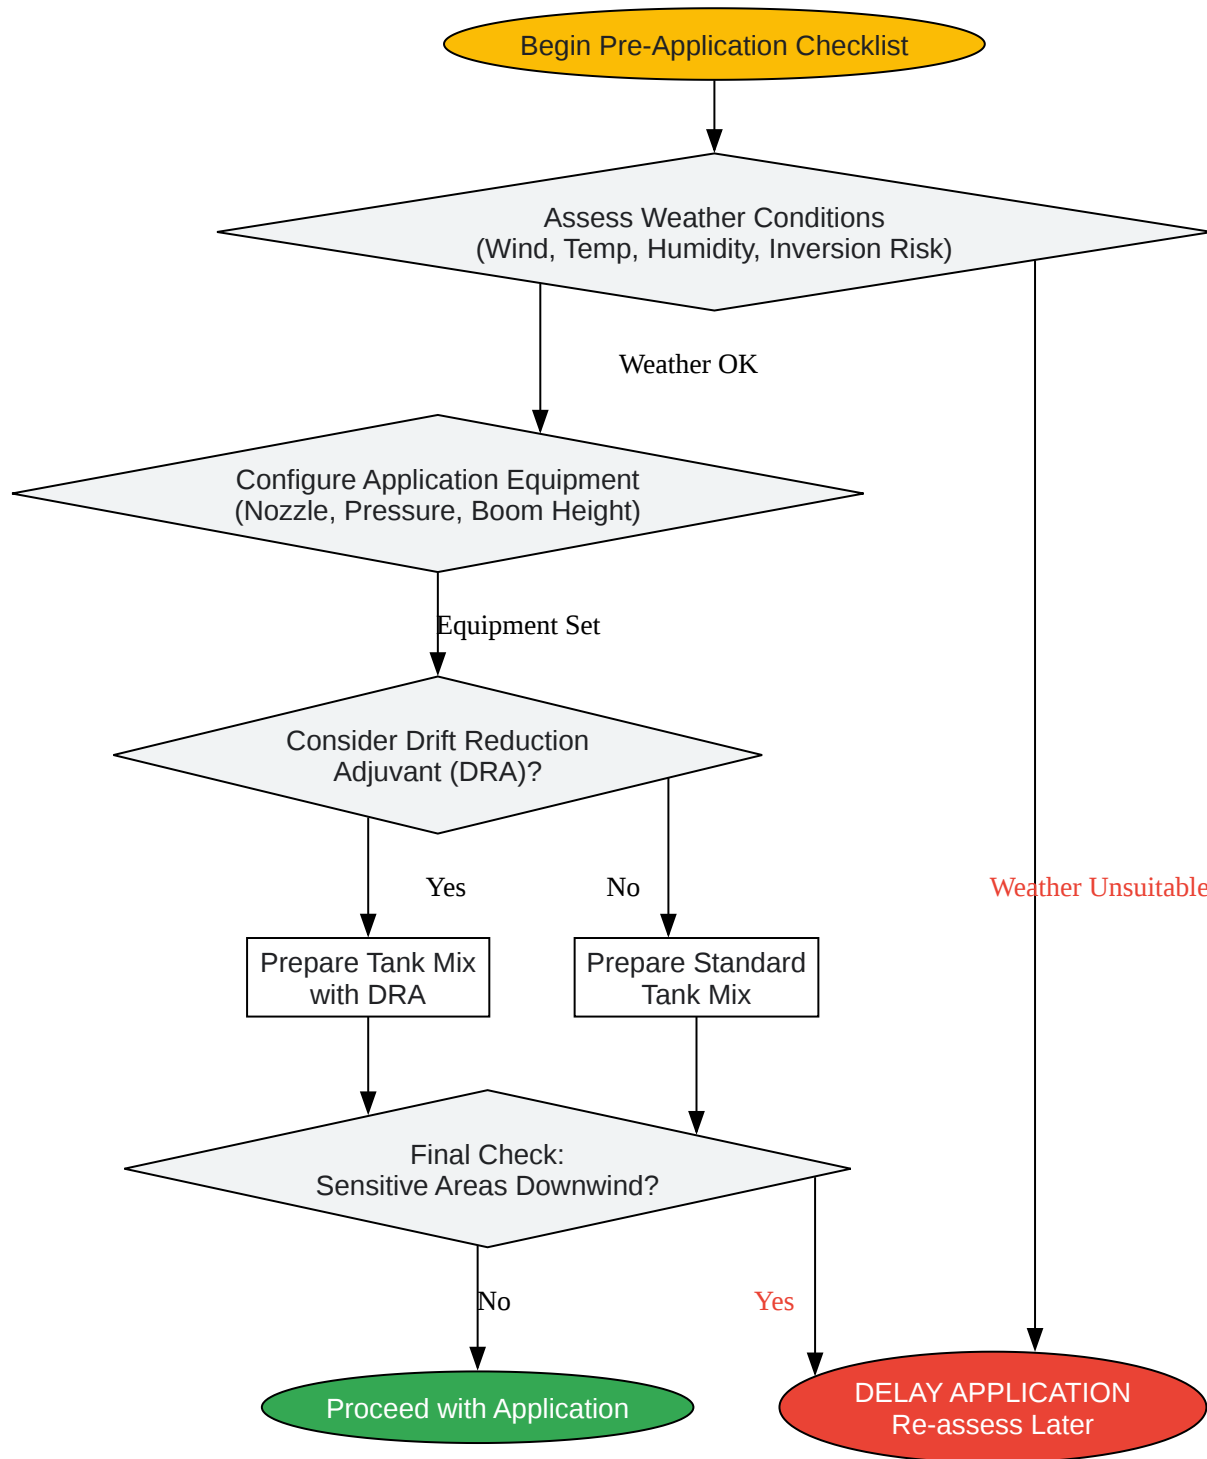 Begin Pre-Application Checklist
Assess Weather Conditions
(Wind, Temp, Humidity, Inversion Risk)
Weather OK
Configure Application Equipment
(Nozzle, Pressure, Boom Height)
Equipment Set
Consider Drift Reduction
Adjuvant (DRA)?
Yes
No
Weather Unsuitable
Prepare Tank Mix
with DRA
Prepare Standard
Tank Mix
Final Check:
Sensitive Areas Downwind?
No
Yes
Proceed with Application
DELAY APPLICATION
Re-assess Later